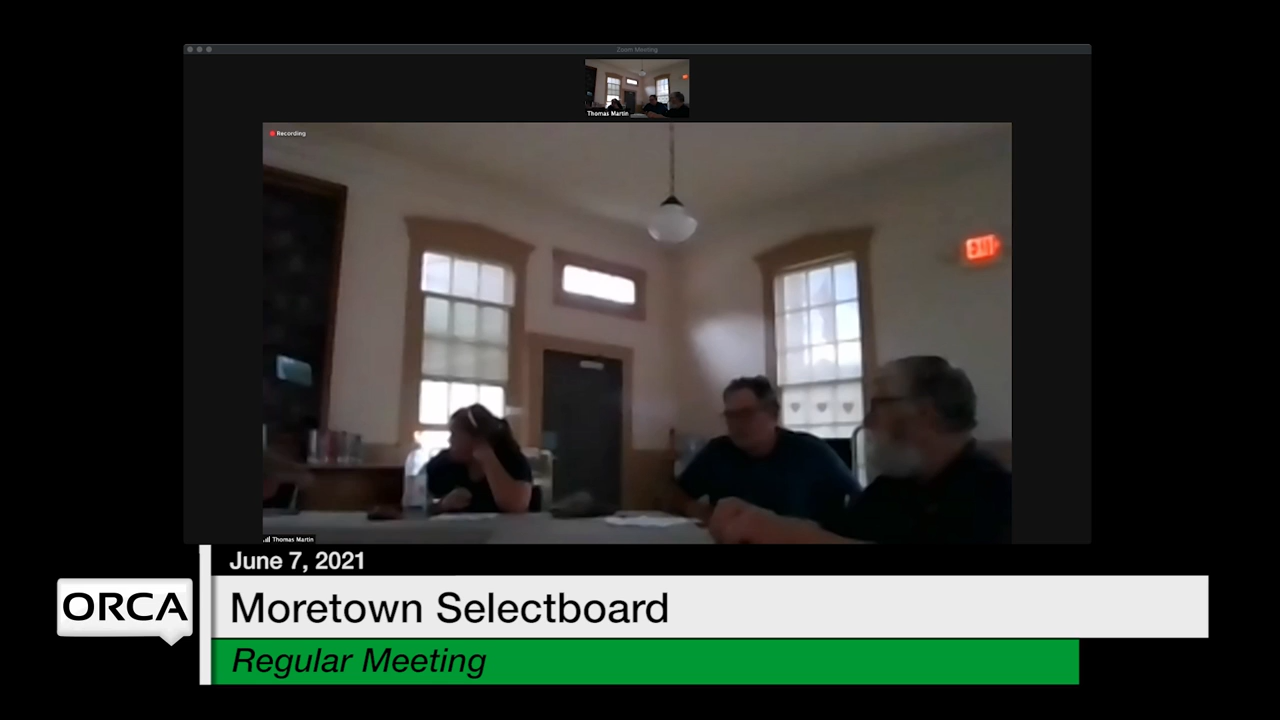 Zoom Meeting
Thomas Martin
Recording
EXIT
Thomas Martin
June 7, 2021
ORCA
Moretown Selectboard
Regular Meeting